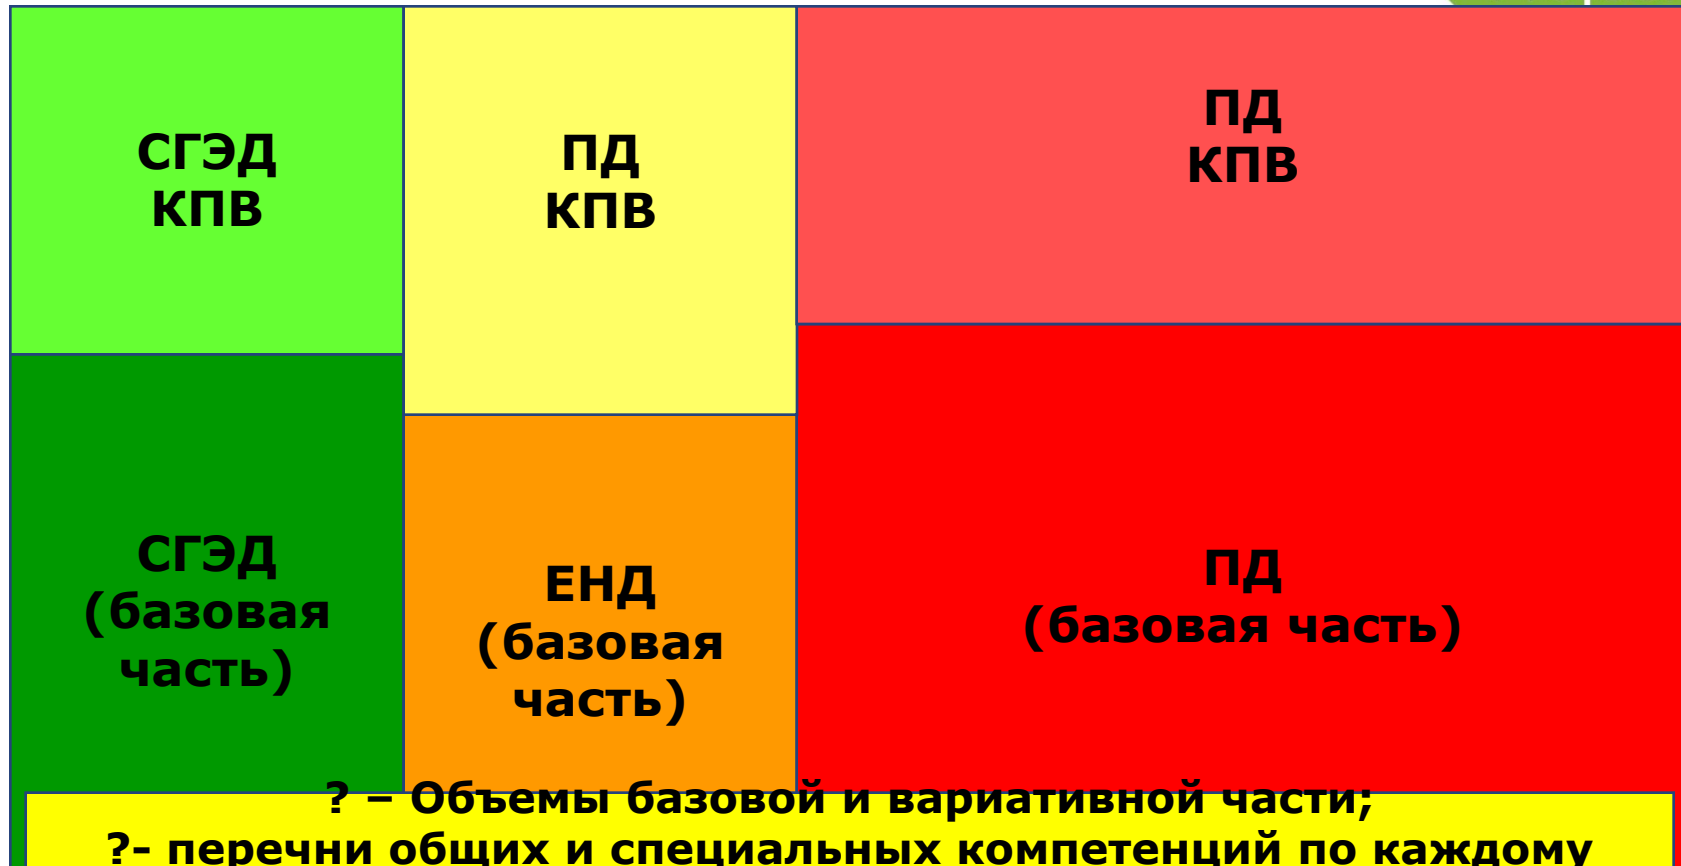 СГЭД
КПВ
ПД
КПВ
ПД
КПВ
СГЭД
(базовая
часть)
ЕНД
(базовая
часть)
ПД
(базовая часть)
? – Объемы базовой и вариативной части;
?- перечни общих и специальных компетенций по каждому